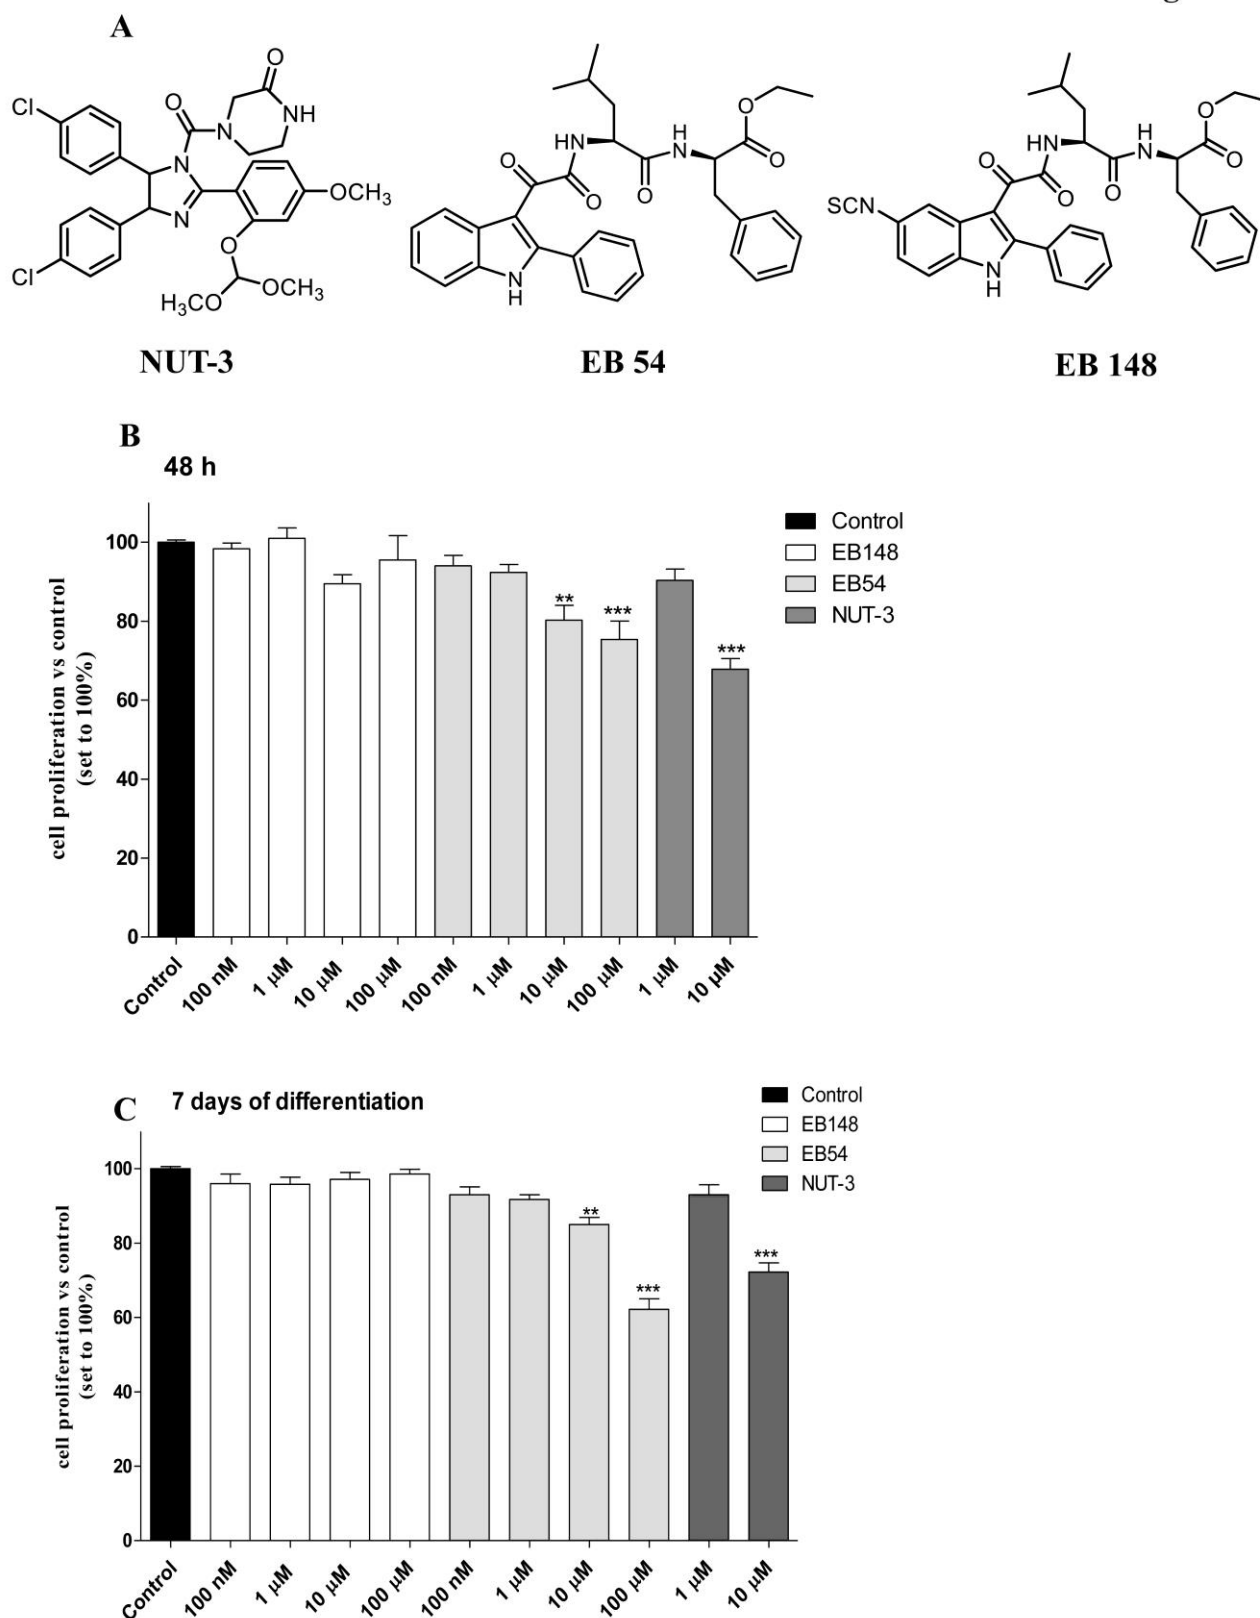 g
A
O
O
N
NH
Cl
N
N
OCH3
Cl
O
O
OCH3
H3CO
NUT-3
O
HN
H
N
O
O
O
O
N
H
EB 54
O
HN
H
N
O
O
O
O
SCN
N
H
EB 148
B
48 h
cell proliferation vs control
(set to 100%)
100
80
60
40
20
0
**
***
***
Control
EB148
EB54
NUT-3
Control
100 nM
1 μM
10 μM
100 μM
100 nM
1 μM
10 μM
100 μM
1 μM
10 μM
C
7 days of differentiation
cell proliferation vs control
(set to 100%)
100
80
60
40
20
0
**
***
***
Control
EB148
EB54
NUT-3
Control
100 nM
1 μM
10 μM
100 μM
100 nM
1 μM
10 μM
100 μM
1 μM
10 μM